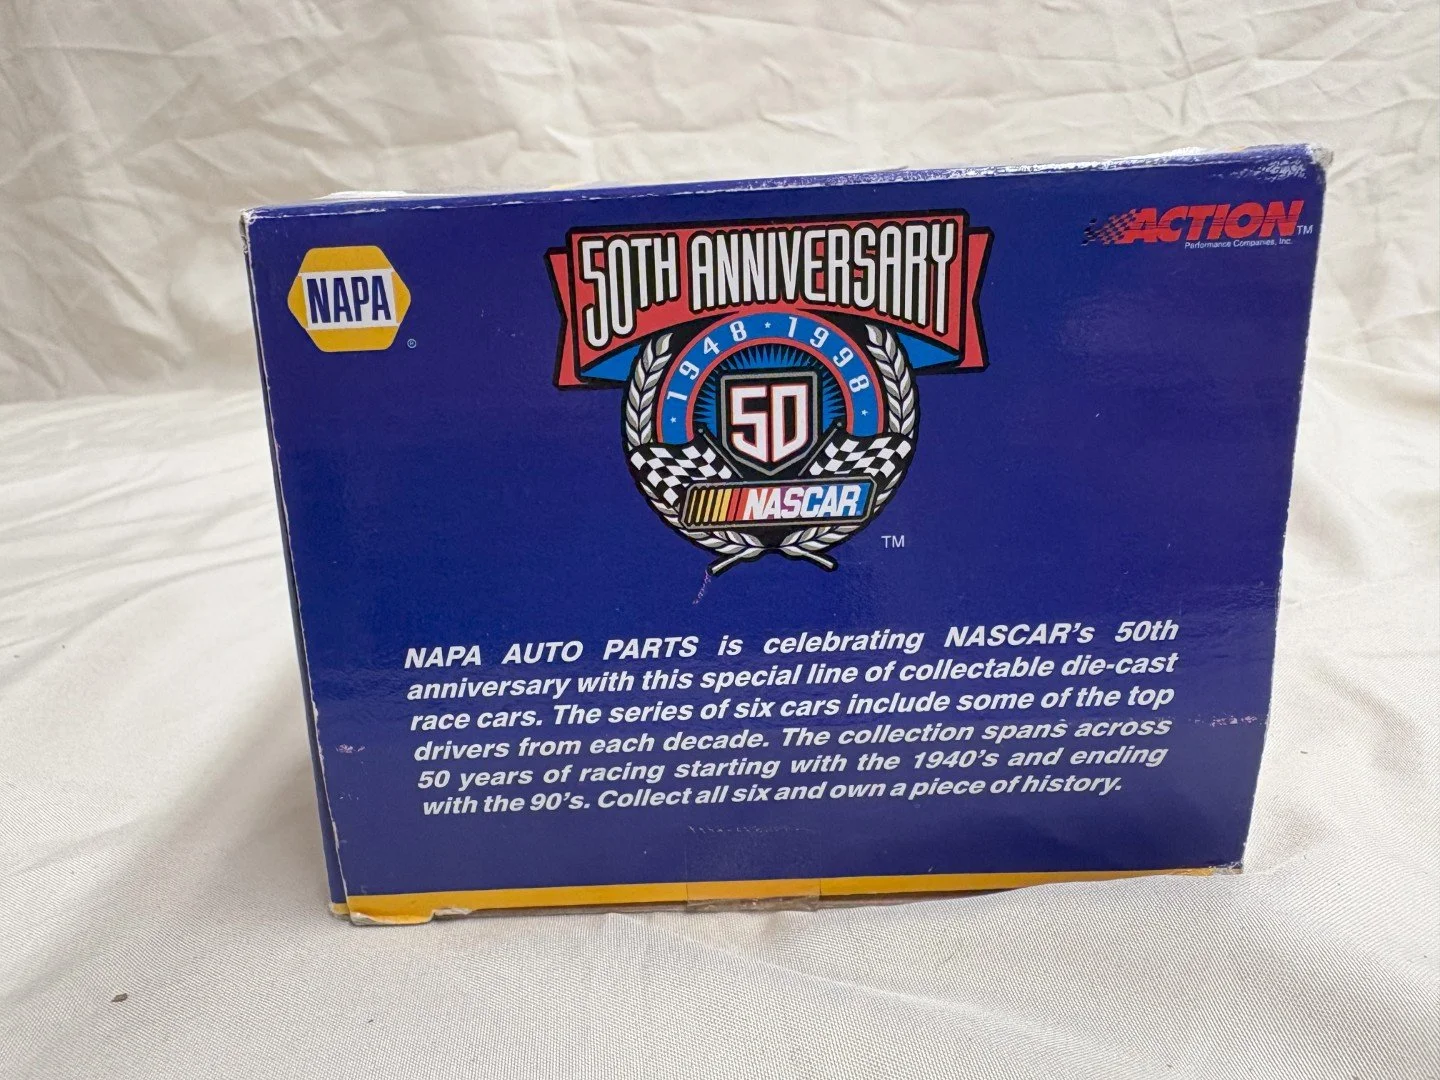 NAPA
®
50TH ANNIVERSARY
1948 · 1998
50
NASCAR
TM
ACTION TM
Performance Companies, Inc.
NAPA AUTO PARTS is celebrating NASCAR's 50th
anniversary with this special line of collectable die-cast
race cars. The series of six cars include some of the top
drivers from each decade. The collection spans across
50 years of racing starting with the 1940's and ending
with the 90's. Collect all six and own a piece of history.